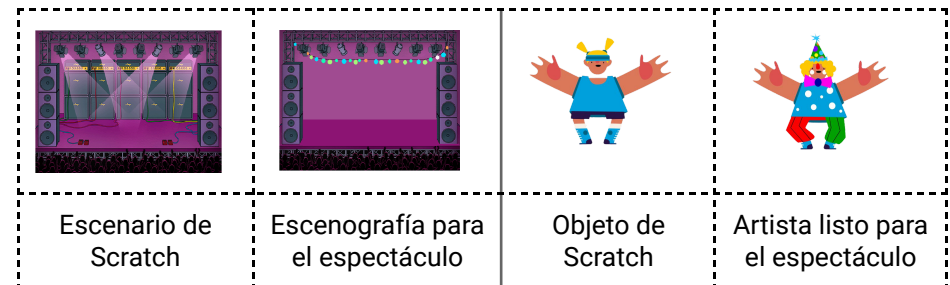 Escenario de
Scratch
Escenografía para
el espectáculo
Objeto de
Scratch
Artista listo para
el espectáculo